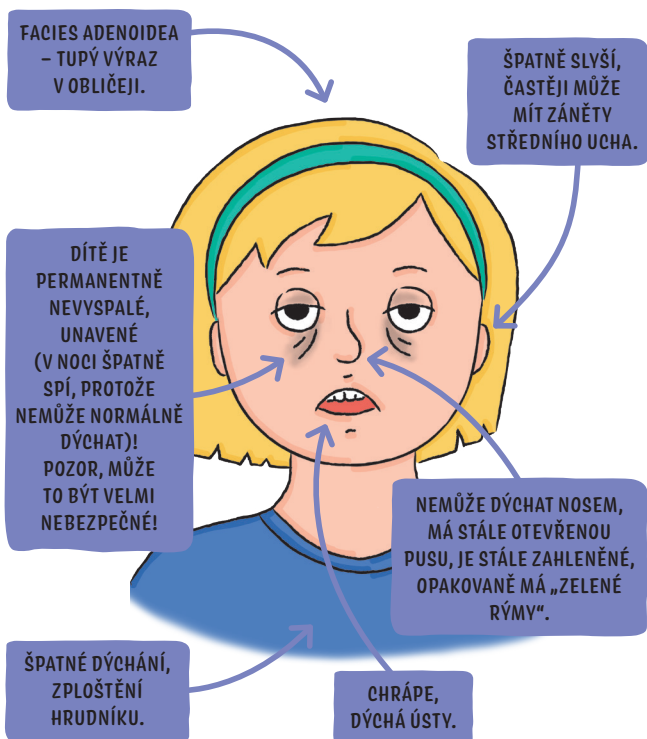 FACIES ADENOIDEA
– TUPÝ VÝRAZ
V OBLIČEJI.
ŠPATNĚ SLYŠÍ,
ČASTĚJI MŮŽE
MÍT ZÁNĚTY
STŘEDNÍHO UCHA.
DÍTĚ JE
PERMANENTNĚ
NEVYSPALÉ,
UNAVENÉ
(V NOCI ŠPATNĚ
SPÍ, PROTOŽE
NEMŮŽE NORMÁLNĚ
DÝCHAT)!
POZOR, MŮŽE
TO BÝT VELMI
NEBEZPEČNÉ!
NEMŮŽE DÝCHAT NOSEM,
MÁ STÁLE OTEVŘENOU
PUSU, JE STÁLE ZAHLENĚNÉ,
OPAKOVANĚ MÁ „ZELENÉ
RÝMY“.
ŠPATNÉ DÝCHÁNÍ,
ZPLOŠTĚNÍ
HRUDNÍKU.
CHRÁPE,
DÝCHÁ ÚSTY.